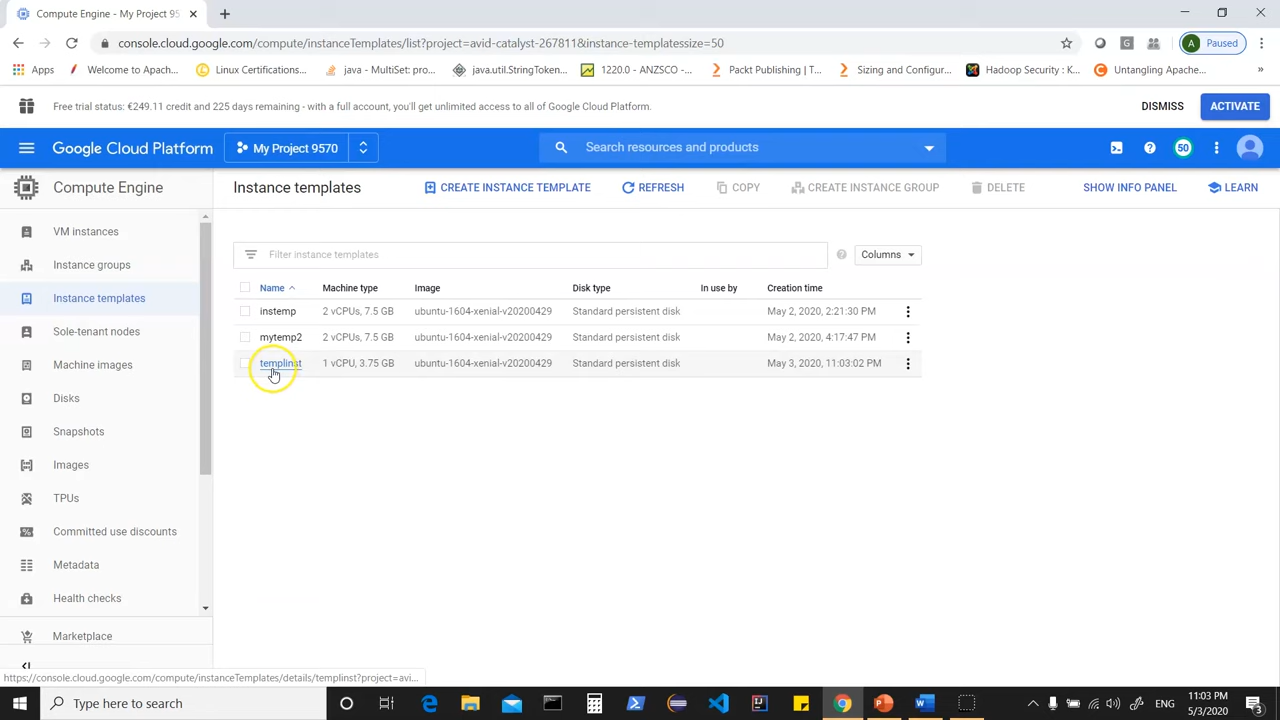 Compute Engine - My Project 95
console.cloud.google.com/compute/instanceTemplates/list?project=avid-catalyst-267811&instance-templatessize=50
A Paused
Apps Welcome to Apach... Linux Certifications... java - MultiSet: pro... java.util.StringToken... 1220.0 - ANZSCO -... Packt Publishing | T... Sizing and Configur... Hadoop Security : K... Untangling Apache... »
Free trial status: €249.11 credit and 225 days remaining - with a full account, you'll get unlimited access to all of Google Cloud Platform. DISMISS ACTIVATE
Google Cloud Platform My Project 9570 Search resources and products 50
Compute Engine
Instance templates CREATE INSTANCE TEMPLATE REFRESH COPY CREATE INSTANCE GROUP DELETE SHOW INFO PANEL LEARN
VM instances
Instance groups
Instance templates
Sole-tenant nodes
Machine images
Disks
Snapshots
Images
TPUs
Committed use discounts
Metadata
Health checks
Marketplace
Filter instance templates Columns
Name Machine type Image Disk type In use by Creation time
instemp 2 vCPUs, 7.5 GB ubuntu-1604-xenial-v20200429 Standard persistent disk May 2, 2020, 2:21:30 PM
mytemp2 2 vCPUs, 7.5 GB ubuntu-1604-xenial-v20200429 Standard persistent disk May 2, 2020, 4:17:47 PM
templinst 1 vCPU, 3.75 GB ubuntu-1604-xenial-v20200429 Standard persistent disk May 3, 2020, 11:03:02 PM
https://console.cloud.google.com/compute/instanceTemplates/details/templinst?project=avi...
Type here to search
ENG
11:03 PM
5/3/2020
3